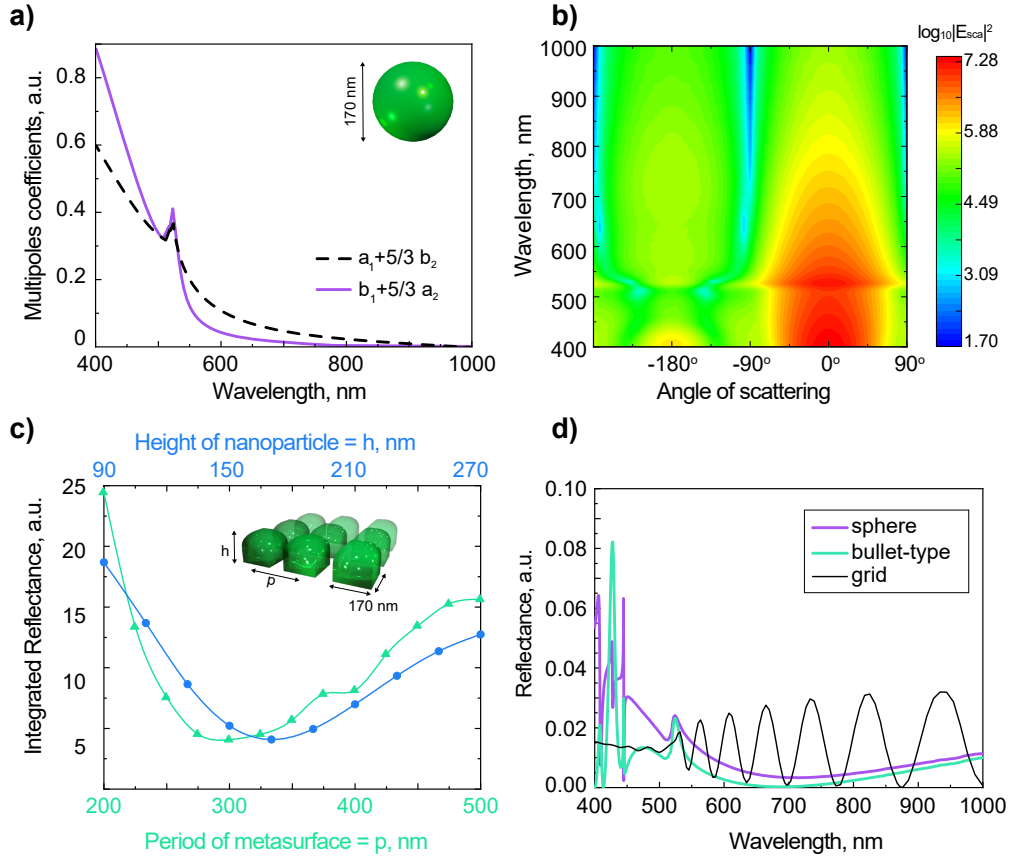 a)
Multipoles coefficients, a.u.
0.8
0.6
0.4
0.2
0
170 nm
a₁+5/3 b₂
b₁+5/3 a₂
400 600 800 1000
Wavelength, nm
b)
log₁₀|E_sca|²
Wavelength, nm
1000
900
800
700
600
500
400
-180° -90° 0° 90°
Angle of scattering
7.28
5.88
4.49
3.09
1.70
c)
Height of nanoparticle = h, nm
90 150 210 270
Integrated Reflectance, a.u.
25
20
15
10
5
h
p
170 nm
200 300 400 500
Period of metasurface = p, nm
d)
Reflectance, a.u.
0.10
0.08
0.06
0.04
0.02
0.00
sphere
bullet-type
grid
400 500 600 700 800 900 1000
Wavelength, nm